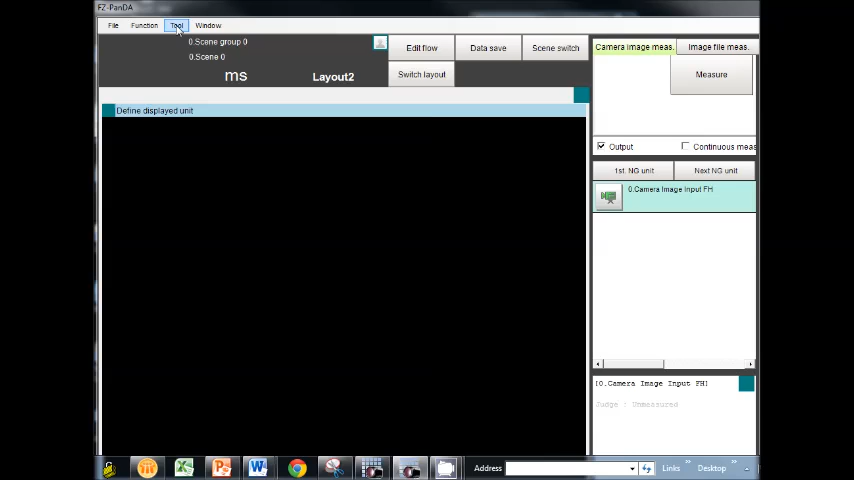 FZ-PanDA
File Function Tool Window
0.Scene group 0
0.Scene 0
ms Layout2
Edit flow Data save Scene switch
Switch layout
Camera image meas. Image file meas.
Measure
Define displayed unit
Output Continuous meas
1st. NG unit Next NG unit
0.Camera Image Input FH
[0.Camera Image Input FH]
Judge : Unmeasured
Address Links » Desktop »